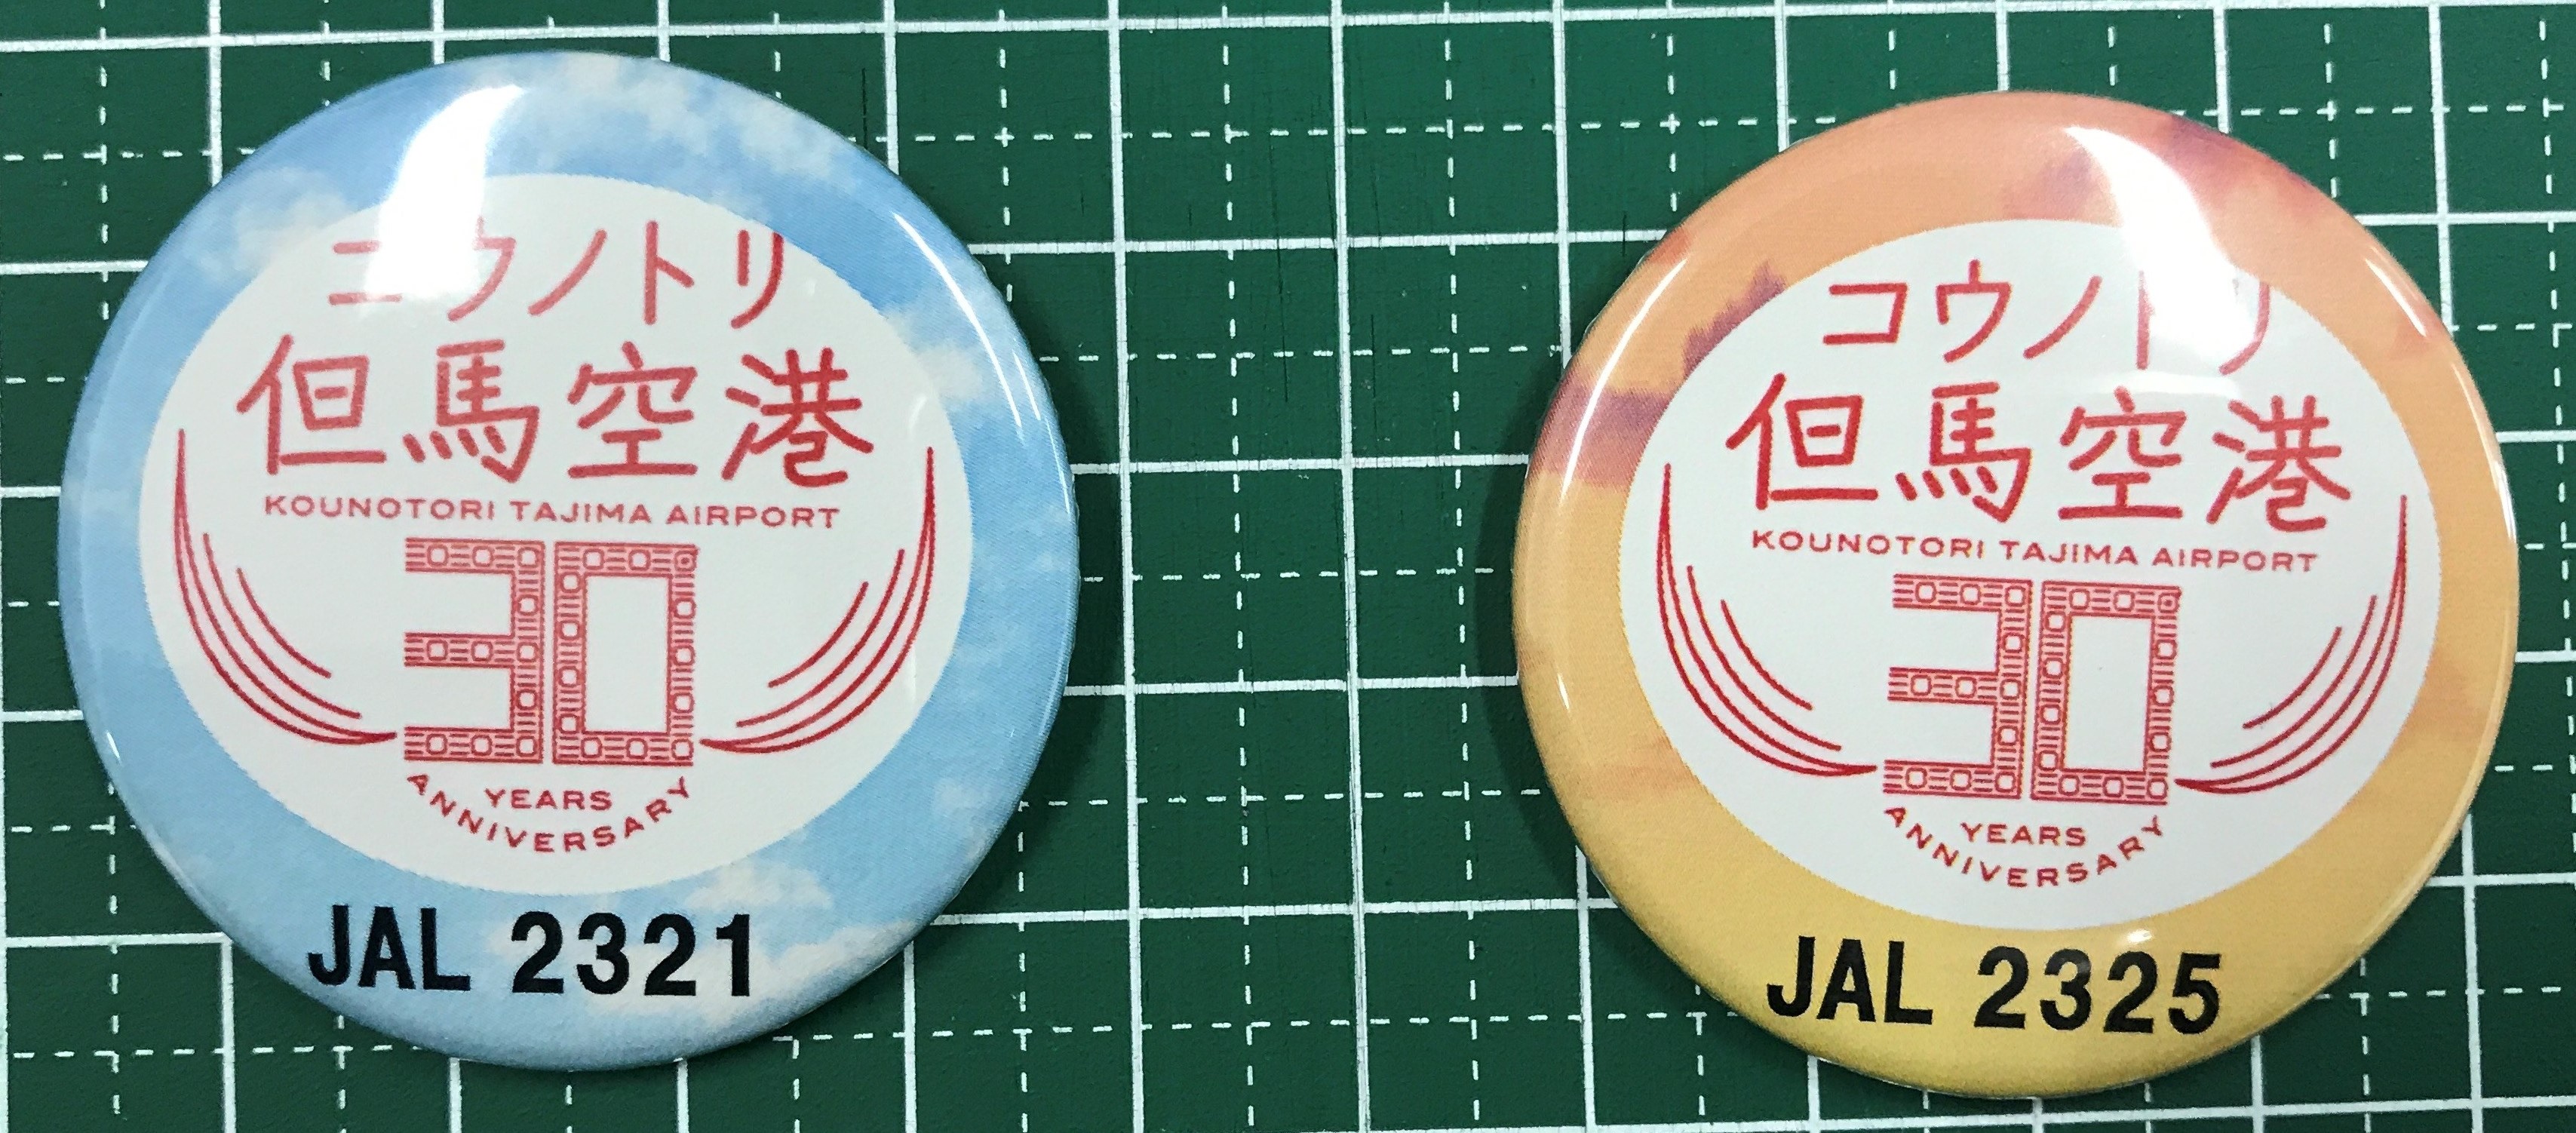 コウノトリ
但馬空港
KOUNOTORI TAJIMA AIRPORT
30
YEARS
ANNIVERSARY
JAL 2321
コウノトリ
但馬空港
KOUNOTORI TAJIMA AIRPORT
30
YEARS
ANNIVERSARY
JAL 2325